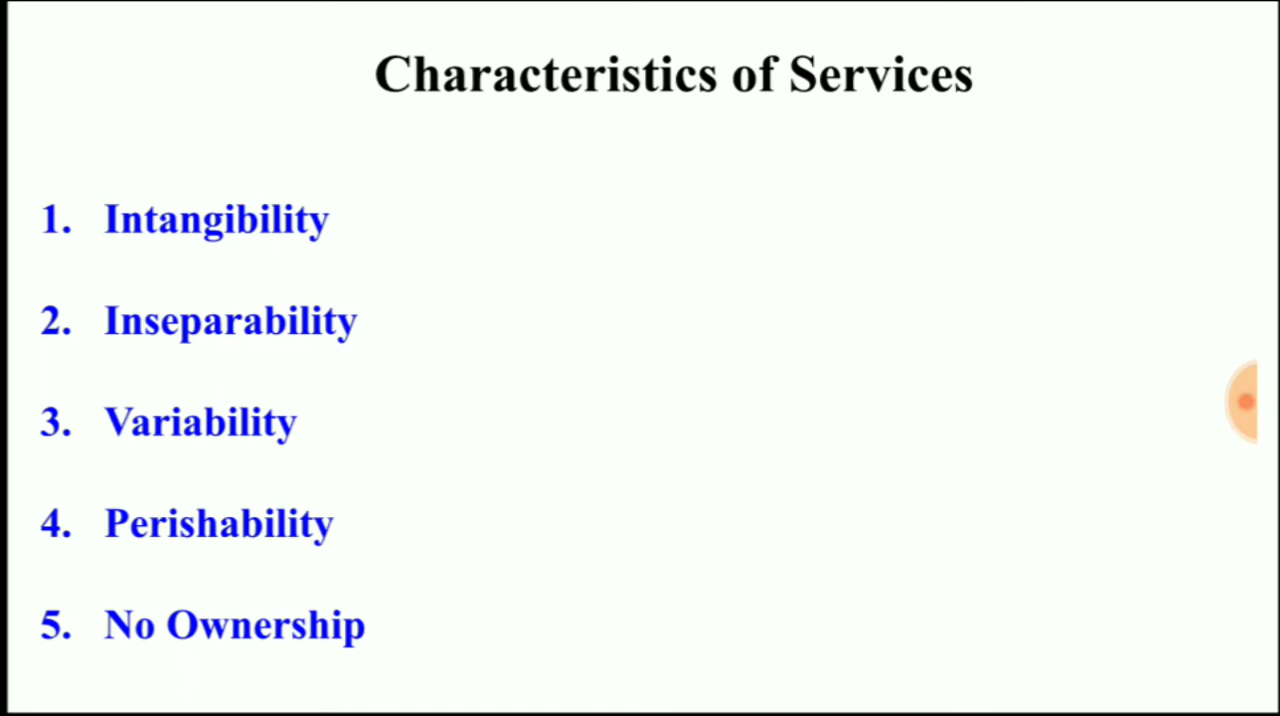 Characteristics of Services
1. Intangibility
2. Inseparability
3. Variability
4. Perishability
5. No Ownership